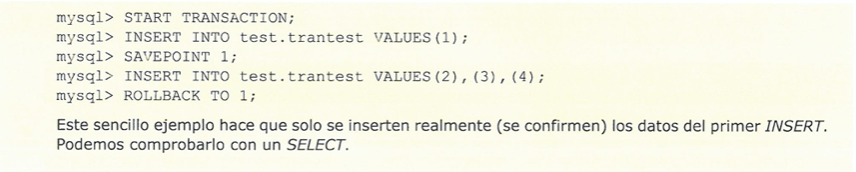 mysql> START TRANSACTION;
mysql> INSERT INTO test.trantest VALUES(1);
mysql> SAVEPOINT 1;
mysql> INSERT INTO test.trantest VALUES(2),(3),(4);
mysql> ROLLBACK TO 1;
Este sencillo ejemplo hace que solo se inserten realmente (se confirmen) los datos del primer INSERT.
Podemos comprobarlo con un SELECT.